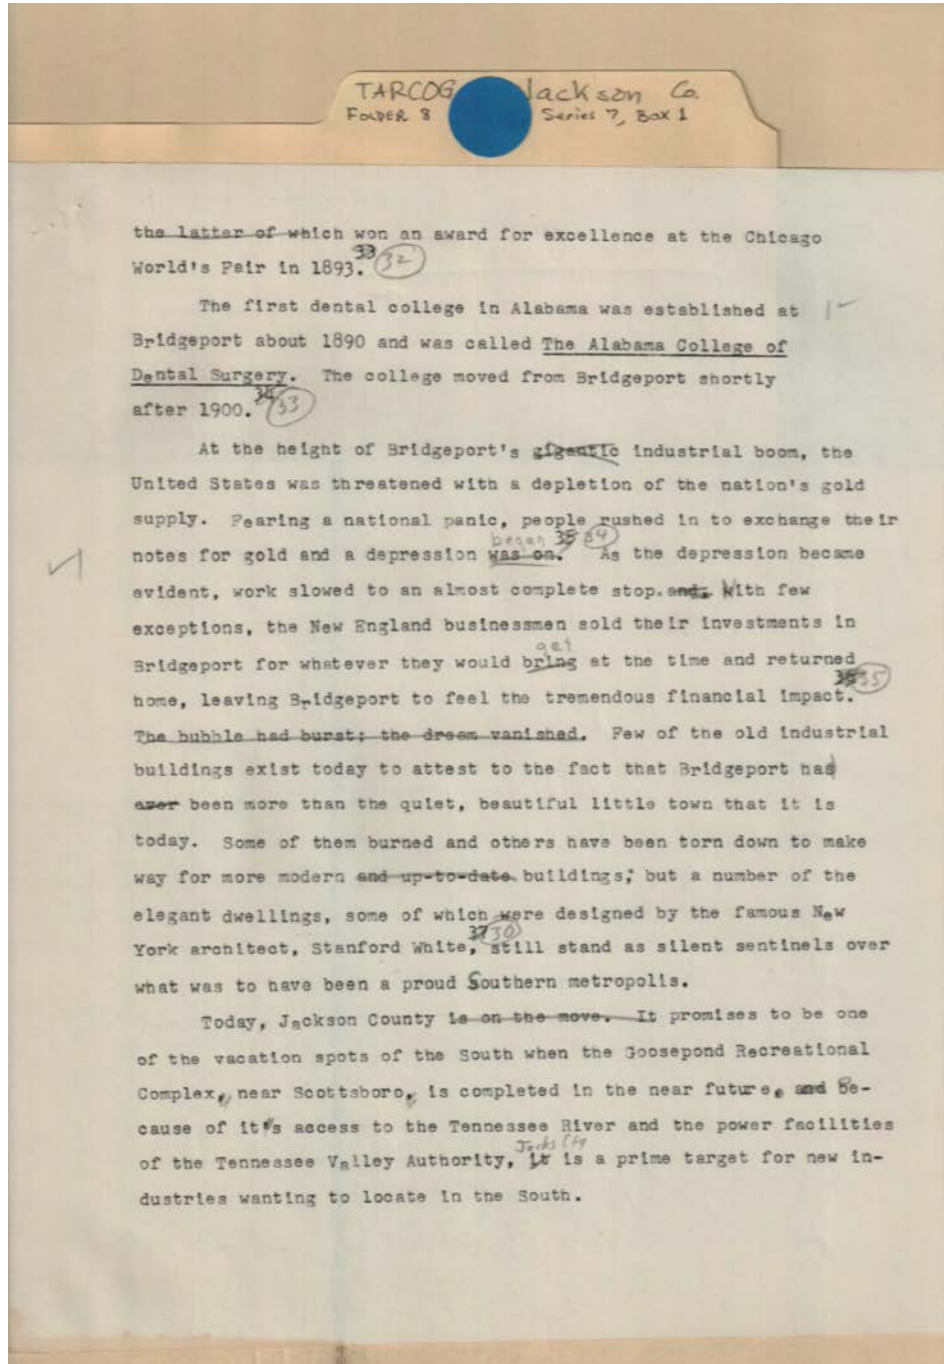 TARCOG Jackson Co.
FOLDER 8 Series 7, Box 1
the latter of which won an award for excellence at the Chicago
World's Fair in 1893. 33 32
The first dental college in Alabama was established at
Bridgeport about 1890 and was called The Alabama College of
Dental Surgery. The college moved from Bridgeport shortly
after 1900. 34 33
At the height of Bridgeport's gigentic industrial boom, the
United States was threatened with a depletion of the nation's gold
supply. Fearing a national panic, people rushed in to exchange their
began 35 34
notes for gold and a depression was on. As the depression became
evident, work slowed to an almost complete stop. and, With few
exceptions, the New England businessmen sold their investments in
get
Bridgeport for whatever they would bring at the time and returned
35
home, leaving Bridgeport to feel the tremendous financial impact.
The bubble had burst; the dream vanished. Few of the old industrial
buildings exist today to attest to the fact that Bridgeport had
ever been more than the quiet, beautiful little town that it is
today. Some of them burned and others have been torn down to make
way for more modern and up-to-date buildings; but a number of the
elegant dwellings, some of which were designed by the famous New
37
York architect, Stanford White, still stand as silent sentinels over
what was to have been a proud Southern metropolis.
Today, Jackson County is on the move. It promises to be one
of the vacation spots of the South when the Goosepond Recreational
Complex, near Scottsboro, is completed in the near future. and Be-
cause of it's access to the Tennessee River and the power facilities
of the Tennessee Valley Authority, it is a prime target for new in-
dustries wanting to locate in the South.